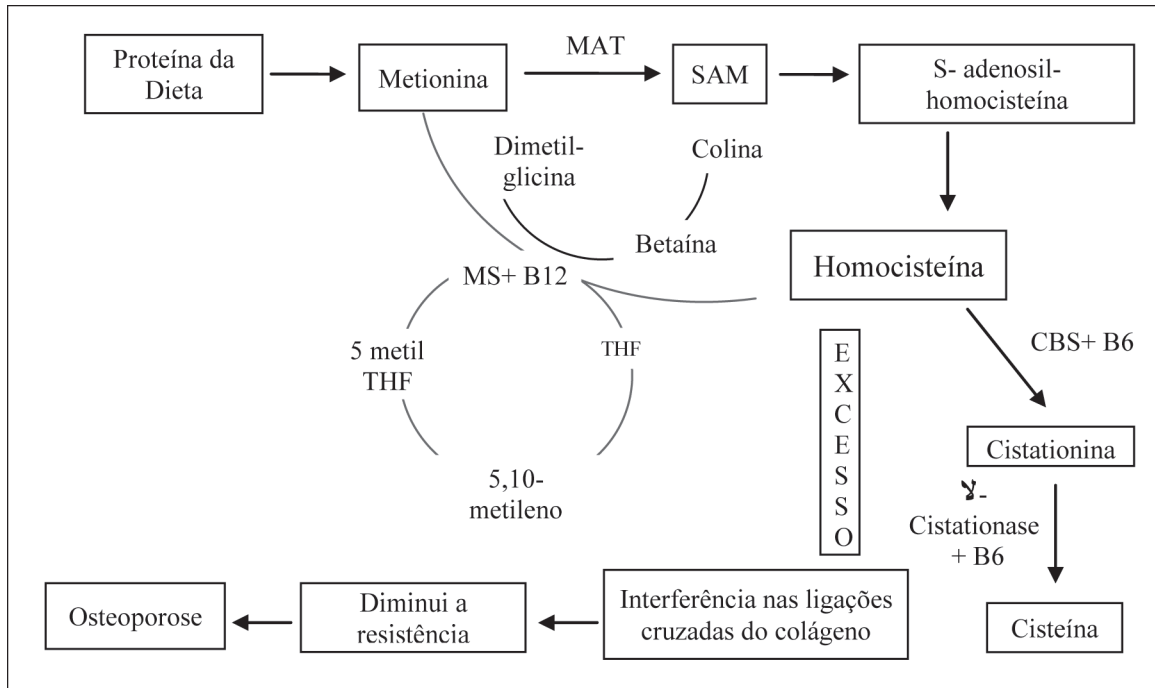 Proteína da
Dieta
Metionina
MAT
SAM
S- adenosil-
homocisteína
Dimetil-
glicina
Colina
Betaína
Homocisteína
MS+ B12
5 metil
THF
THF
5,10-
metileno
E
X
C
E
S
S
O
CBS+ B6
Cistationina
צ-
Cistationase
+ B6
Cisteína
Interferência nas ligações
cruzadas do colágeno
Diminui a
resistência
Osteoporose